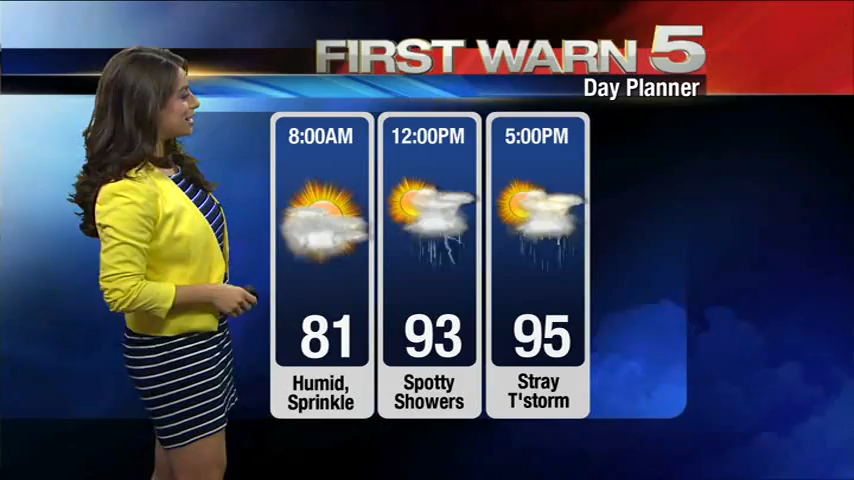 FIRST WARN 5
Day Planner
8:00AM
12:00PM
5:00PM
81
93
95
Humid,
Sprinkle
Spotty
Showers
Stray
T'storm